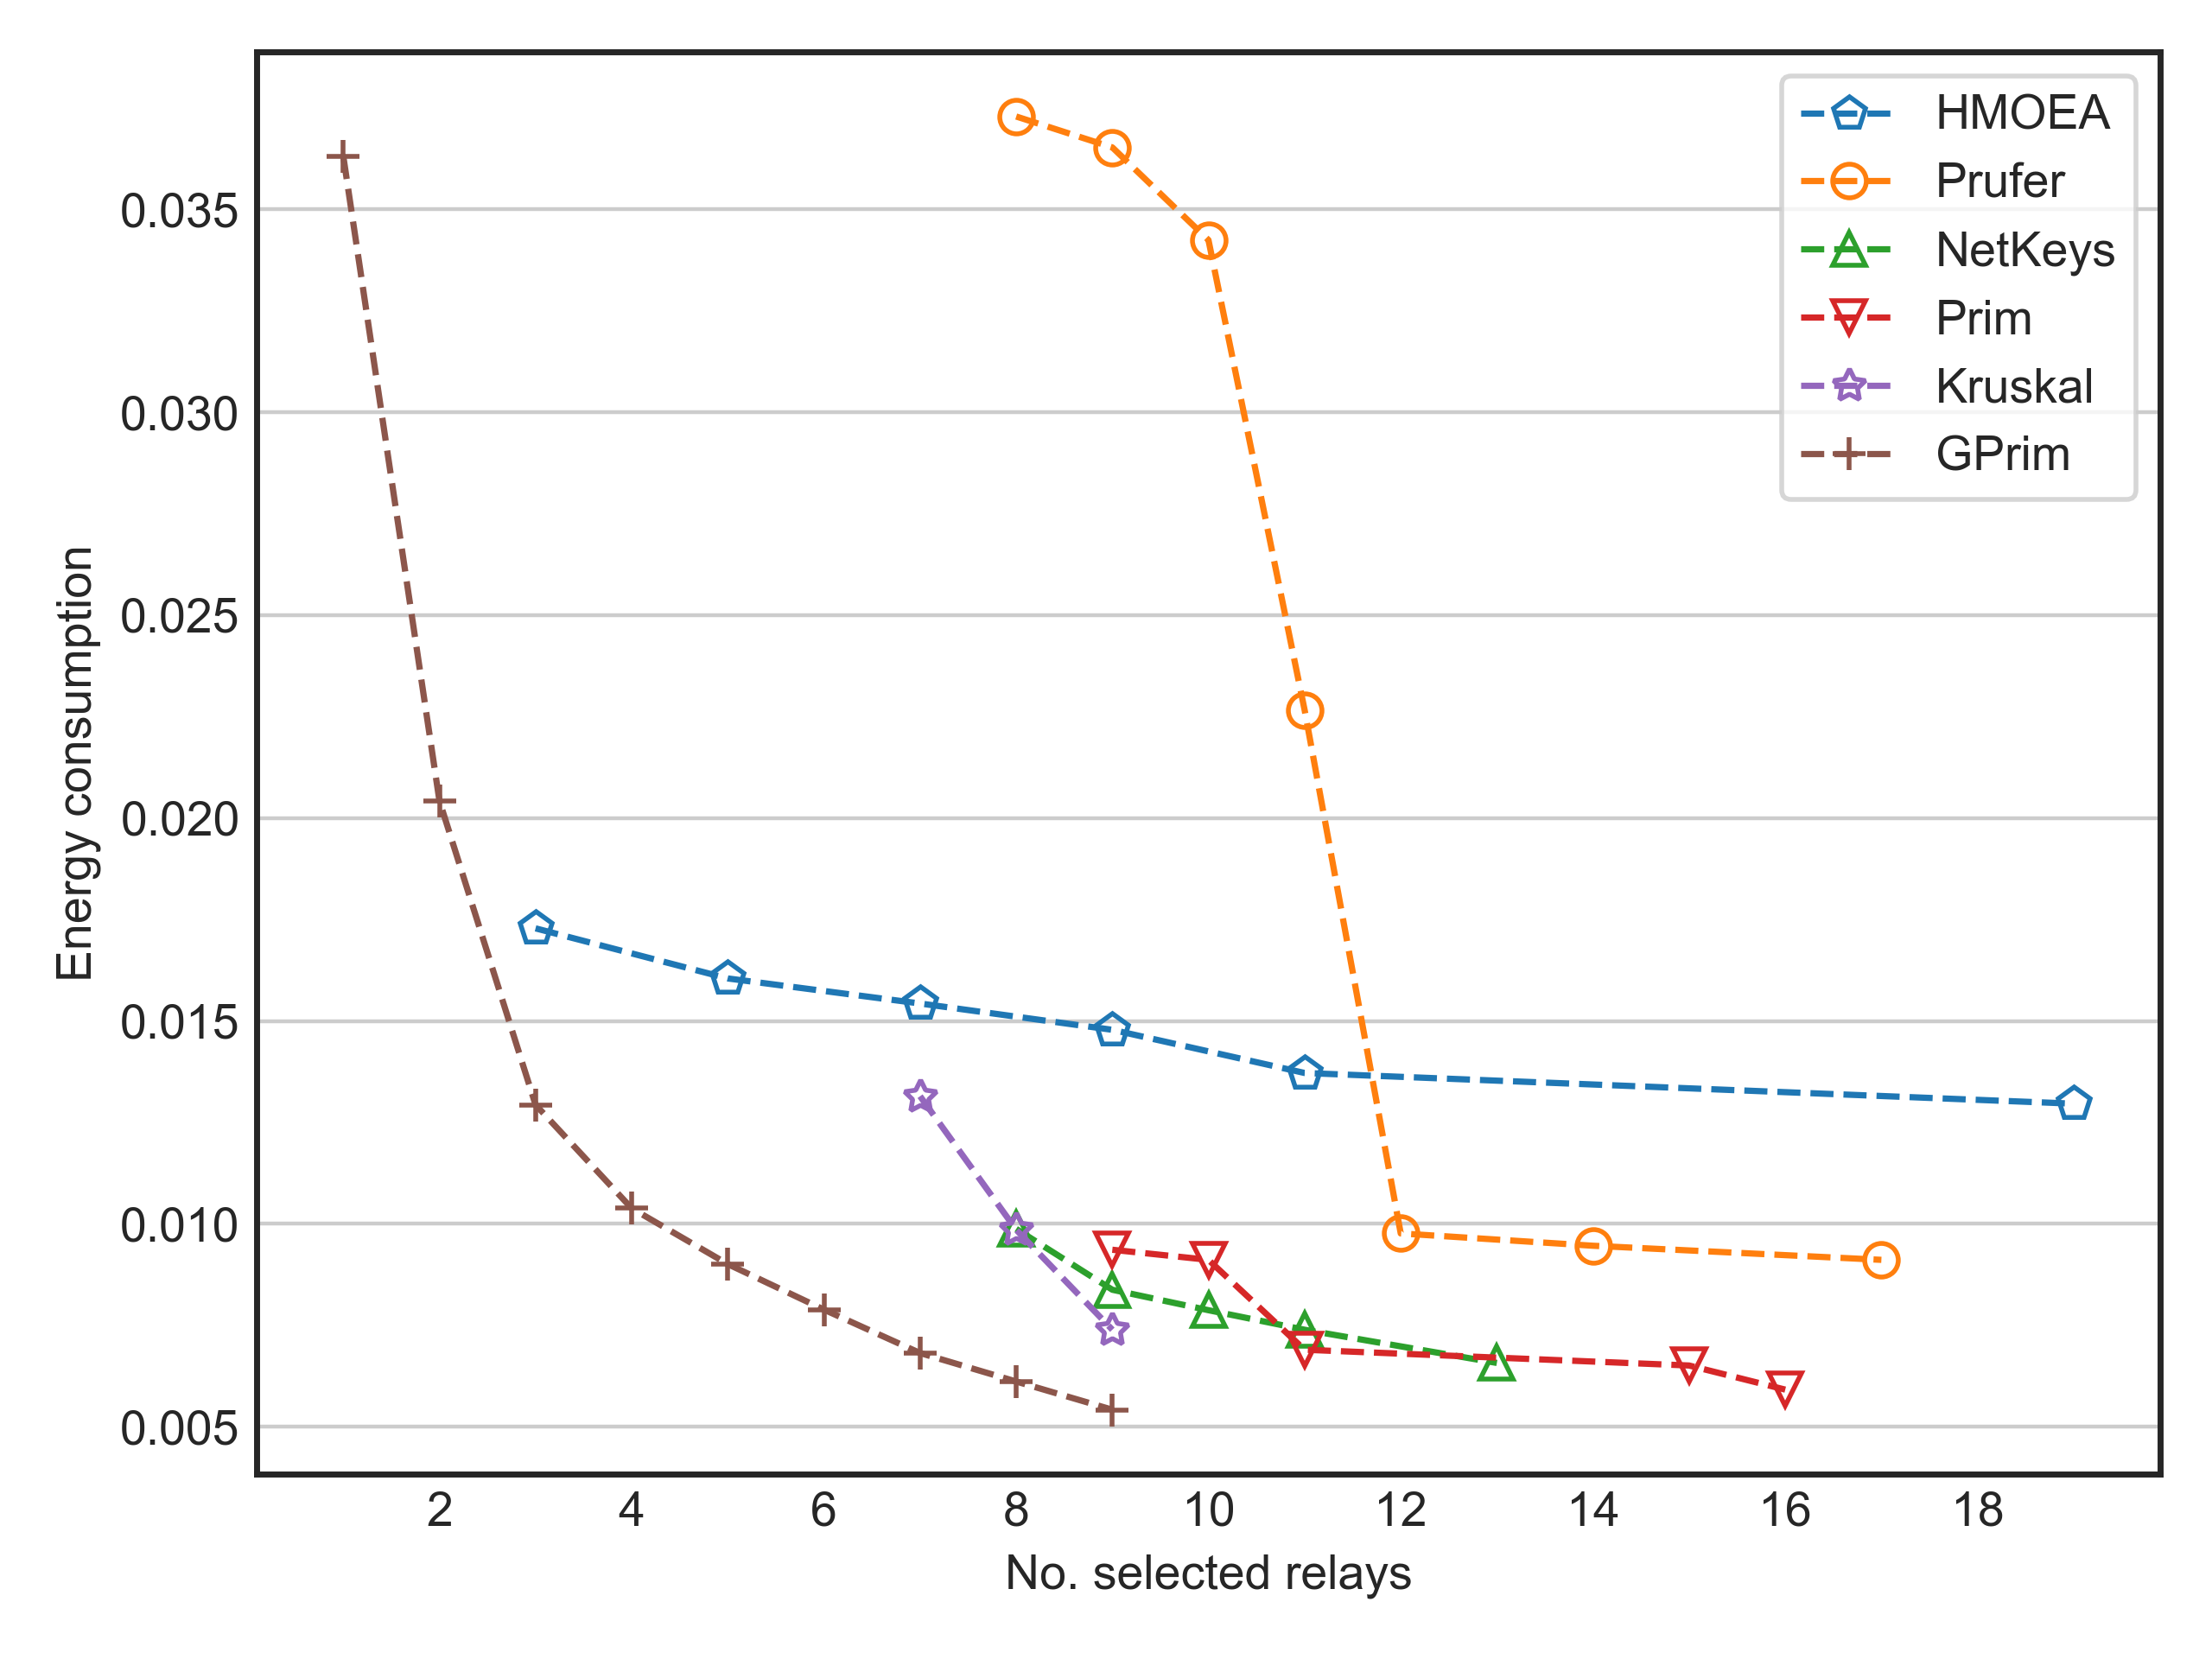 HMOEA
Prufer
NetKeys
Prim
Kruskal
GPrim
0.035
0.030
0.025
0.020
0.015
0.010
0.005
Energy consumption
2 4 6 8 10 12 14 16 18
No. selected relays